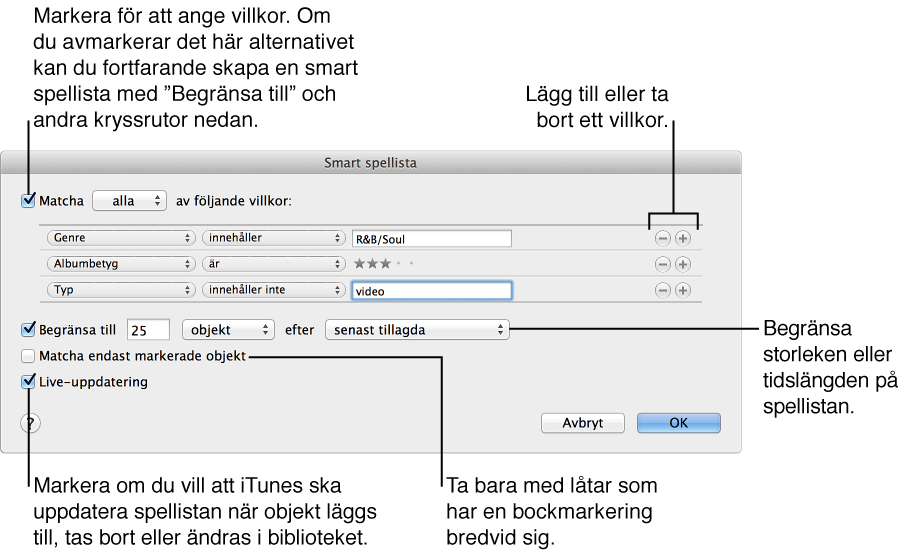 Markera för att ange villkor. Om
du avmarkerar det här alternativet
kan du fortfarande skapa en smart
spellista med ”Begränsa till” och
andra kryssrutor nedan.
Lägg till eller ta
bort ett villkor.
Smart spellista
Matcha alla av följande villkor:
Genre innehåller R&B/Soul
Albumbetyg är
Typ innehåller inte video
Begränsa till 25 objekt efter senast tillagda
Matcha endast markerade objekt
Live-uppdatering
? Avbryt OK
Begränsa
storleken eller
tidslängden på
spellistan.
Markera om du vill att iTunes ska
uppdatera spellistan när objekt läggs
till, tas bort eller ändras i biblioteket.
Ta bara med låtar som
har en bockmarkering
bredvid sig.